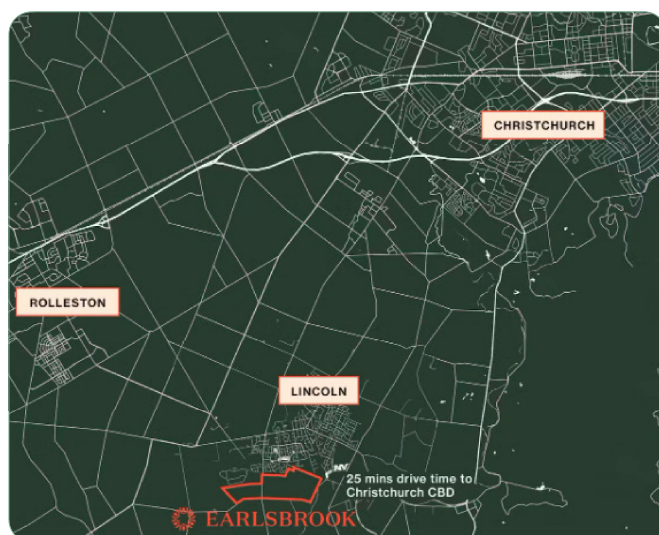 CHRISTCHURCH
ROLLESTON
LINCOLN
25 mins drive time to
Christchurch CBD
EARLSBROOK